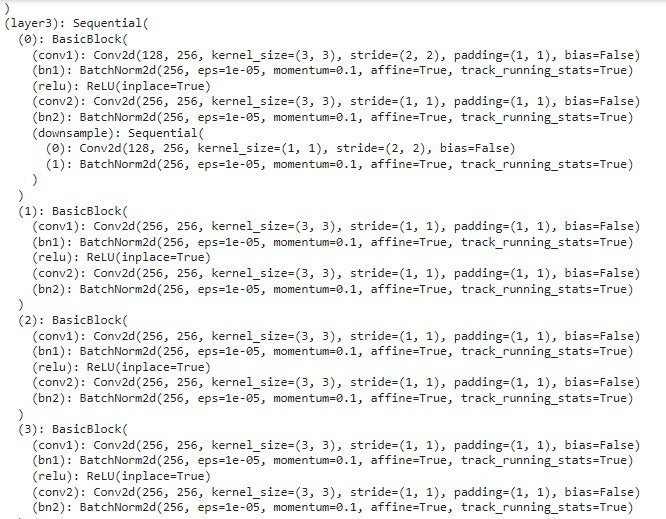 )
(layer3): Sequential(
(0): BasicBlock(
(conv1): Conv2d(128, 256, kernel_size=(3, 3), stride=(2, 2), padding=(1, 1), bias=False)
(bn1): BatchNorm2d(256, eps=1e-05, momentum=0.1, affine=True, track_running_stats=True)
(relu): ReLU(inplace=True)
(conv2): Conv2d(256, 256, kernel_size=(3, 3), stride=(1, 1), padding=(1, 1), bias=False)
(bn2): BatchNorm2d(256, eps=1e-05, momentum=0.1, affine=True, track_running_stats=True)
(downsample): Sequential(
(0): Conv2d(128, 256, kernel_size=(1, 1), stride=(2, 2), bias=False)
(1): BatchNorm2d(256, eps=1e-05, momentum=0.1, affine=True, track_running_stats=True)
)
)
(1): BasicBlock(
(conv1): Conv2d(256, 256, kernel_size=(3, 3), stride=(1, 1), padding=(1, 1), bias=False)
(bn1): BatchNorm2d(256, eps=1e-05, momentum=0.1, affine=True, track_running_stats=True)
(relu): ReLU(inplace=True)
(conv2): Conv2d(256, 256, kernel_size=(3, 3), stride=(1, 1), padding=(1, 1), bias=False)
(bn2): BatchNorm2d(256, eps=1e-05, momentum=0.1, affine=True, track_running_stats=True)
)
(2): BasicBlock(
(conv1): Conv2d(256, 256, kernel_size=(3, 3), stride=(1, 1), padding=(1, 1), bias=False)
(bn1): BatchNorm2d(256, eps=1e-05, momentum=0.1, affine=True, track_running_stats=True)
(relu): ReLU(inplace=True)
(conv2): Conv2d(256, 256, kernel_size=(3, 3), stride=(1, 1), padding=(1, 1), bias=False)
(bn2): BatchNorm2d(256, eps=1e-05, momentum=0.1, affine=True, track_running_stats=True)
)
(3): BasicBlock(
(conv1): Conv2d(256, 256, kernel_size=(3, 3), stride=(1, 1), padding=(1, 1), bias=False)
(bn1): BatchNorm2d(256, eps=1e-05, momentum=0.1, affine=True, track_running_stats=True)
(relu): ReLU(inplace=True)
(conv2): Conv2d(256, 256, kernel_size=(3, 3), stride=(1, 1), padding=(1, 1), bias=False)
(bn2): BatchNorm2d(256, eps=1e-05, momentum=0.1, affine=True, track_running_stats=True)